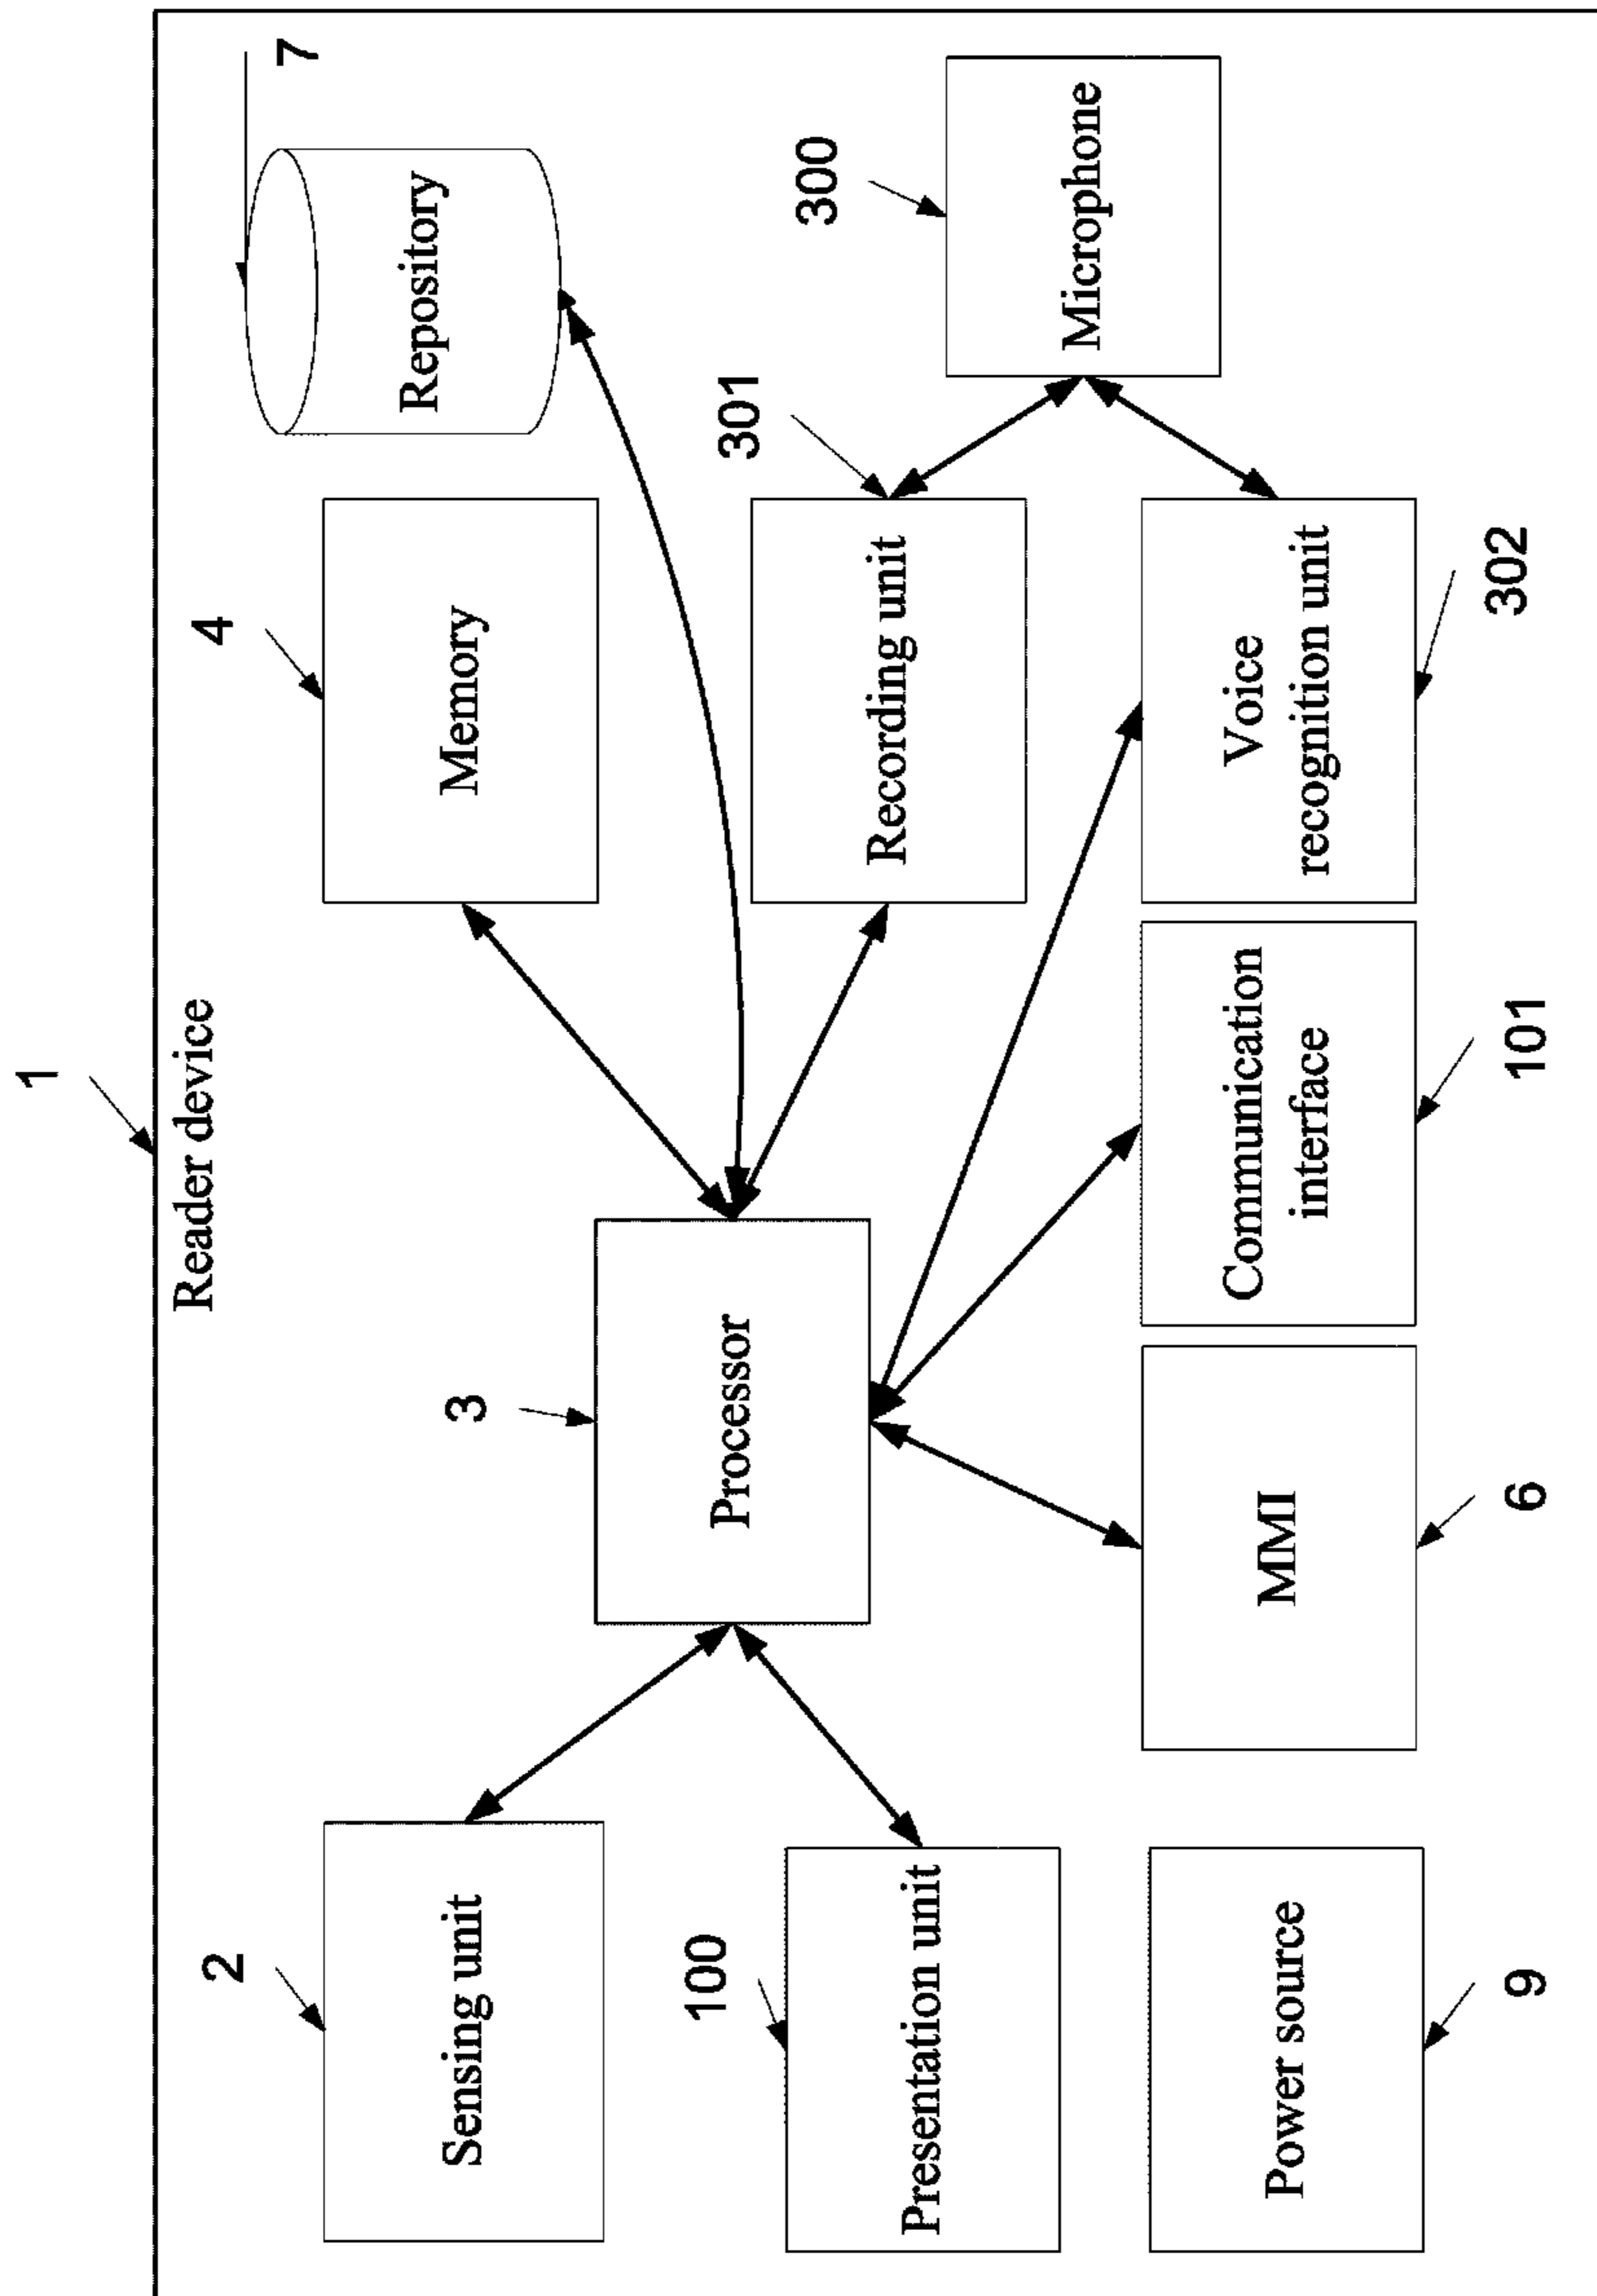 1
Reader device
7
2
3
4
Sensing unit
Processor
Memory
Repository
100
301
300
Presentation unit
Recording unit
Microphone
Power source
MMI
Communication
interface
Voice
recognition unit
9
6
101
302